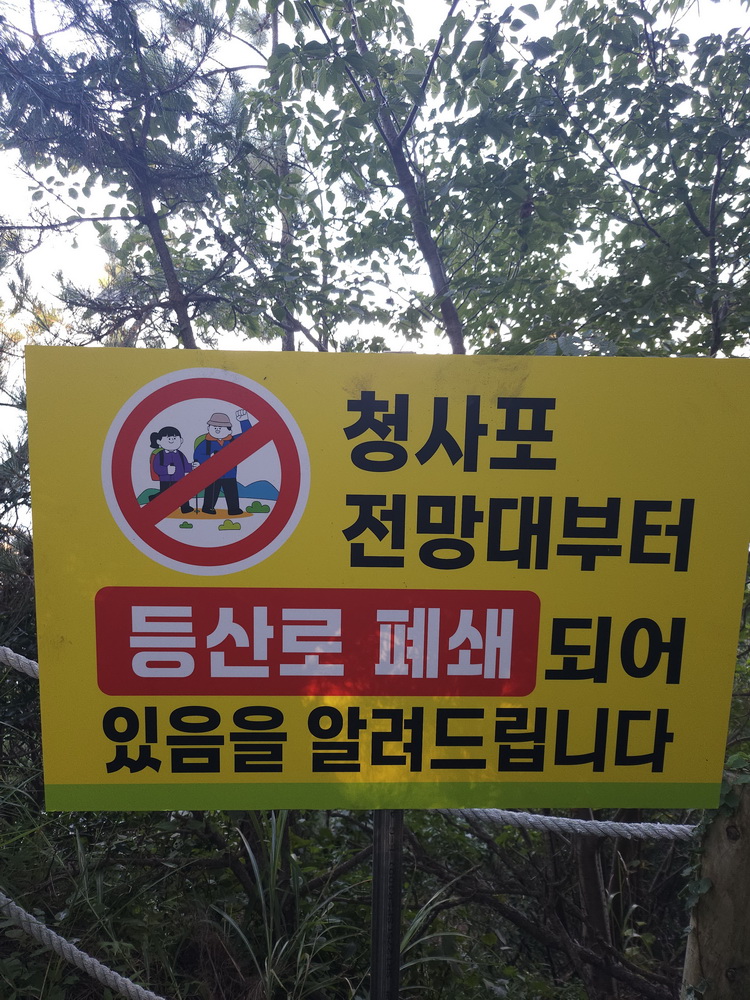 청사포
전망대부터
등산로 폐쇄 되어
있음을 알려드립니다